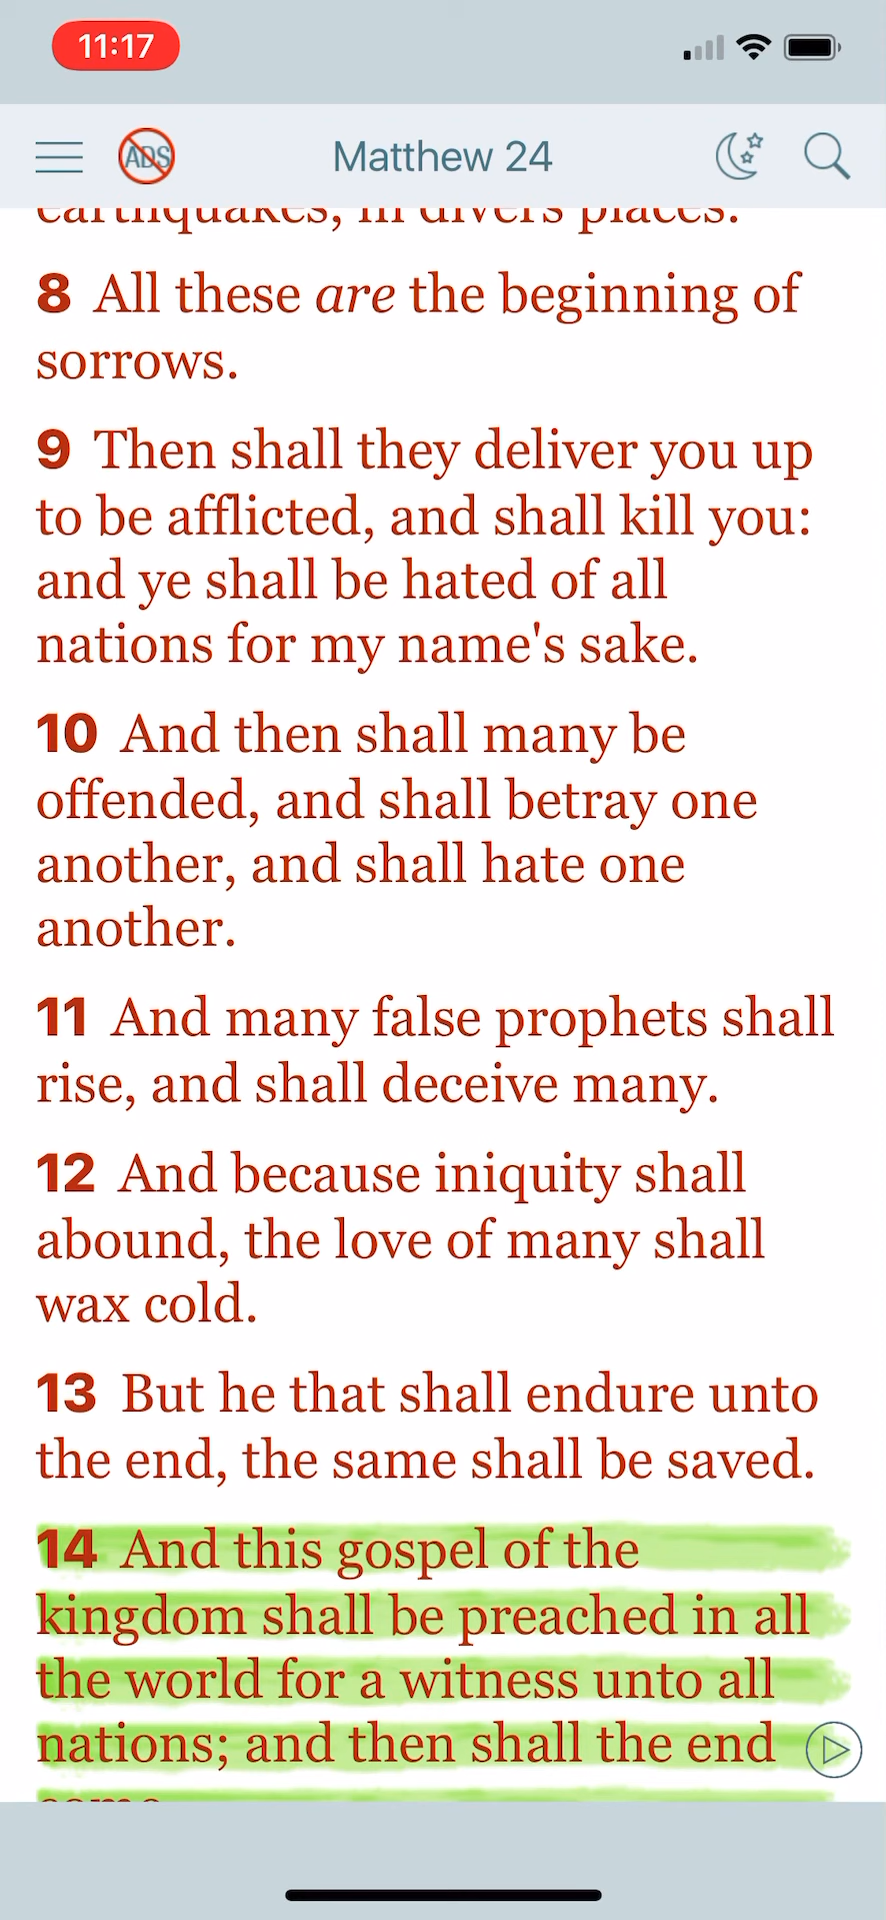 11:17
ADS
Matthew 24
earthquakes, in divers places.
8 All these are the beginning of
sorrows.
9 Then shall they deliver you up
to be afflicted, and shall kill you:
and ye shall be hated of all
nations for my name's sake.
10 And then shall many be
offended, and shall betray one
another, and shall hate one
another.
11 And many false prophets shall
rise, and shall deceive many.
12 And because iniquity shall
abound, the love of many shall
wax cold.
13 But he that shall endure unto
the end, the same shall be saved.
14 And this gospel of the
kingdom shall be preached in all
the world for a witness unto all
nations; and then shall the end